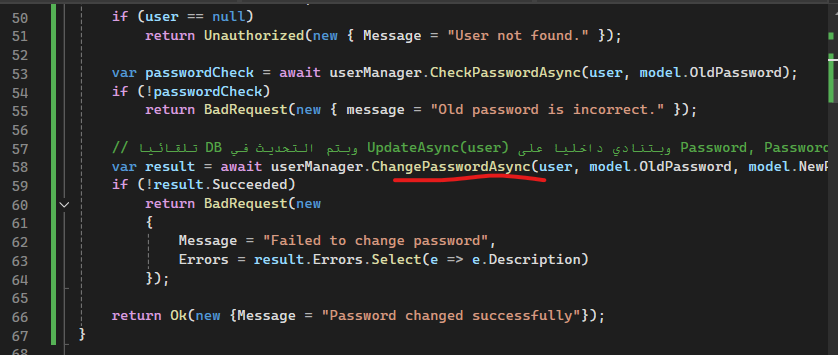 50 if (user == null)
51 return Unauthorized(new { Message = "User not found." });
52
53 var passwordCheck = await userManager.CheckPasswordAsync(user, model.OldPassword);
54 if (!passwordCheck)
55 return BadRequest(new { message = "Old password is incorrect." });
56
57 // تلقائيا DB ويتم التحديث في UpdateAsync(user) وبتنادي داخليا على Password, Password
58 var result = await userManager.ChangePasswordAsync(user, model.OldPassword, model.NewP
59 if (!result.Succeeded)
60 return BadRequest(new
61 {
62 Message = "Failed to change password",
63 Errors = result.Errors.Select(e => e.Description)
64 });
65
66 return Ok(new {Message = "Password changed successfully"});
67 }
68